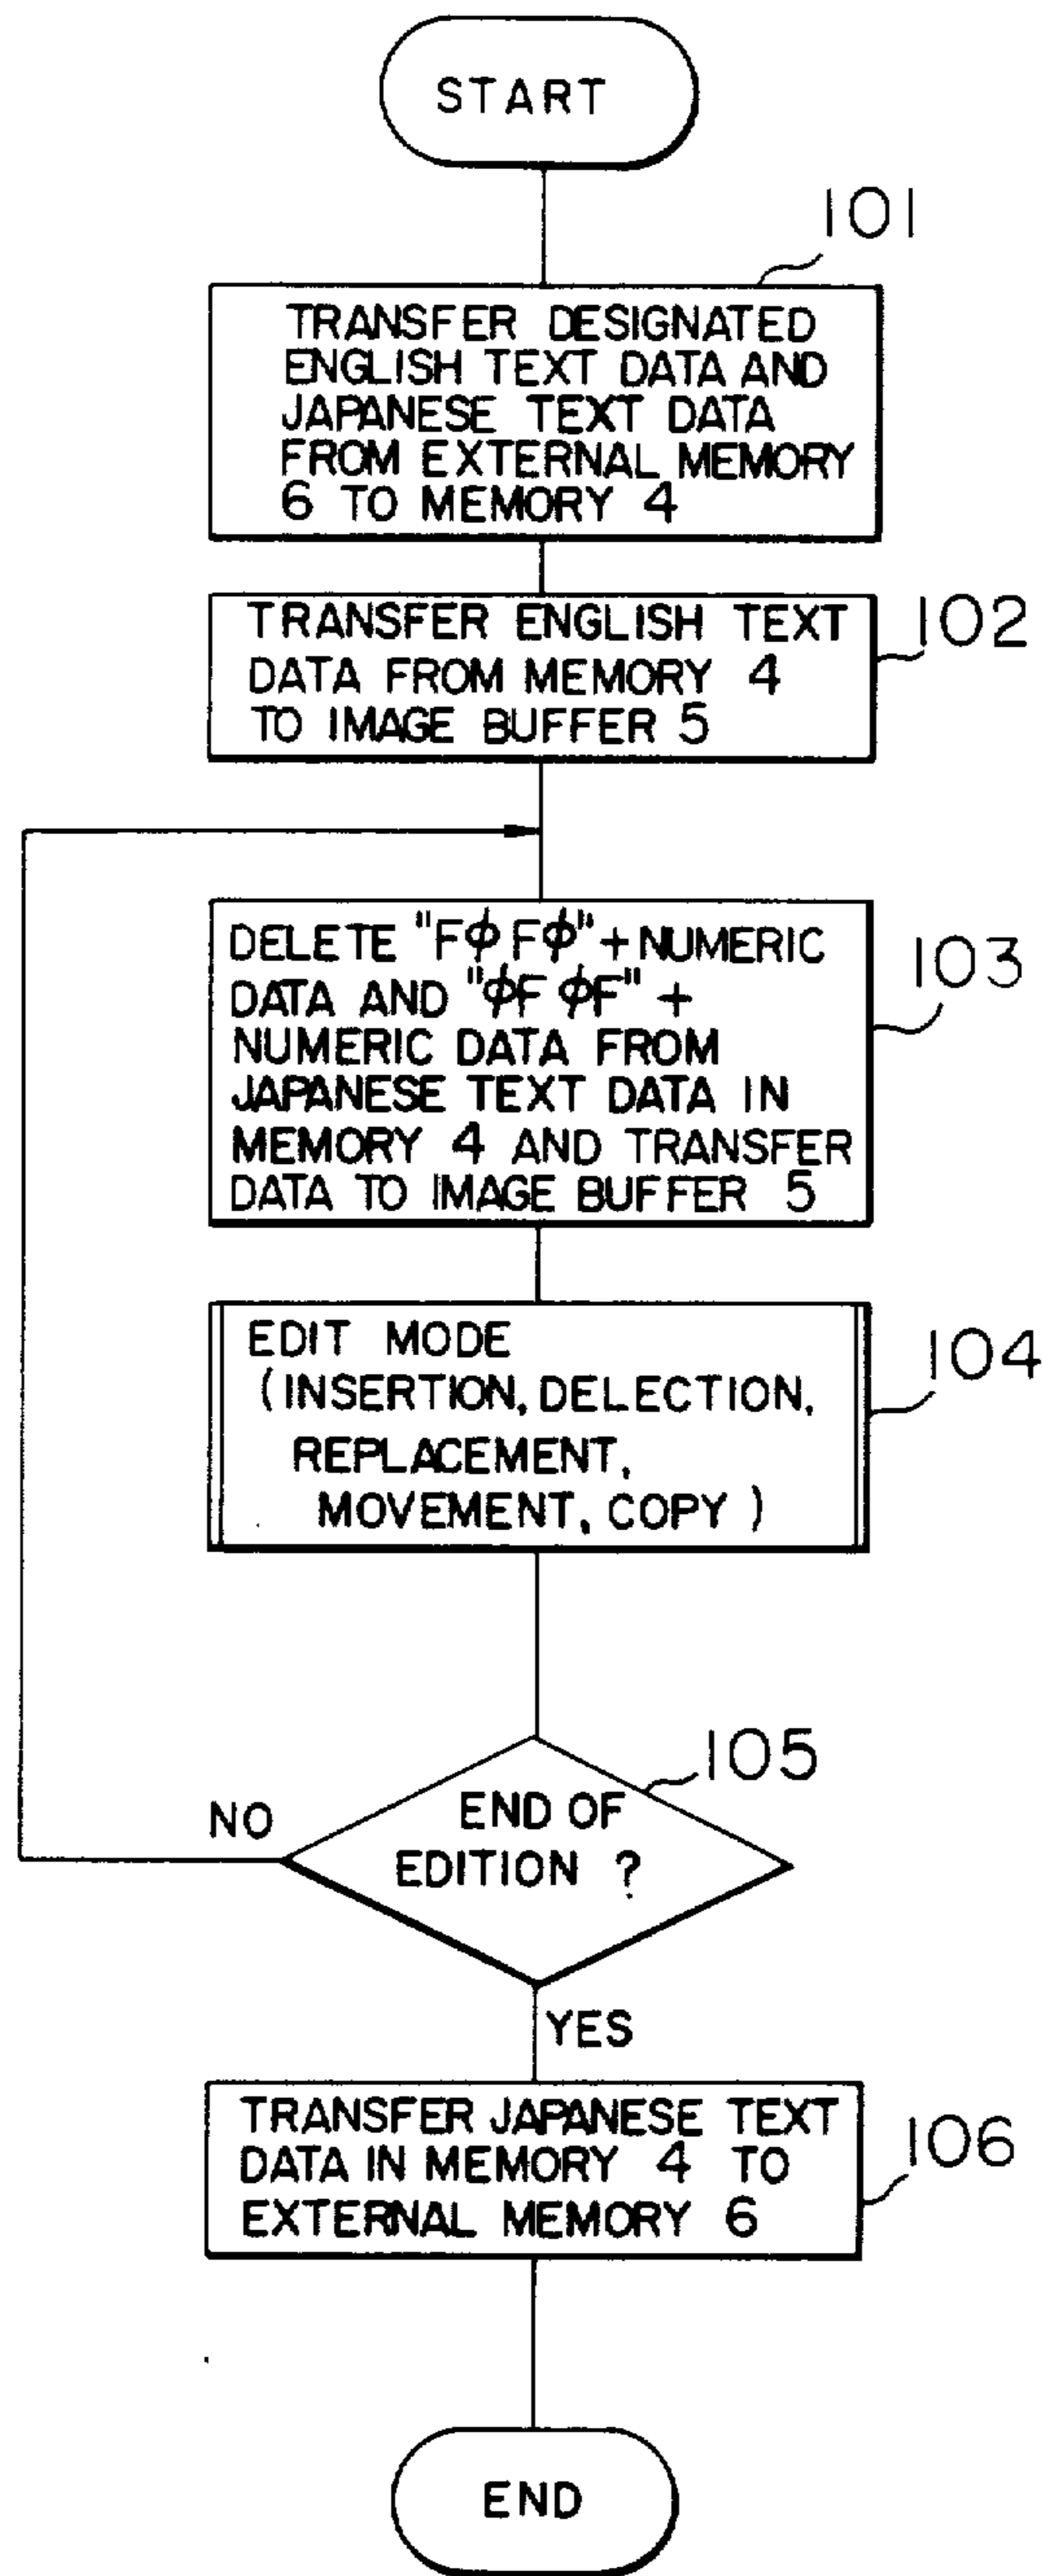 START
101
TRANSFER DESIGNATED
ENGLISH TEXT DATA AND
JAPANESE TEXT DATA
FROM EXTERNAL MEMORY
6 TO MEMORY 4
102
TRANSFER ENGLISH TEXT
DATA FROM MEMORY 4
TO IMAGE BUFFER 5
103
DELETE "Fϕ Fϕ" + NUMERIC
DATA AND "ϕF ϕF" +
NUMERIC DATA FROM
JAPANESE TEXT DATA IN
MEMORY 4 AND TRANSFER
DATA TO IMAGE BUFFER 5
104
EDIT MODE
(INSERTION, DELECTION,
REPLACEMENT,
MOVEMENT, COPY)
105
END OF
EDITION ?
NO
YES
106
TRANSFER JAPANESE TEXT
DATA IN MEMORY 4 TO
EXTERNAL MEMORY 6
END